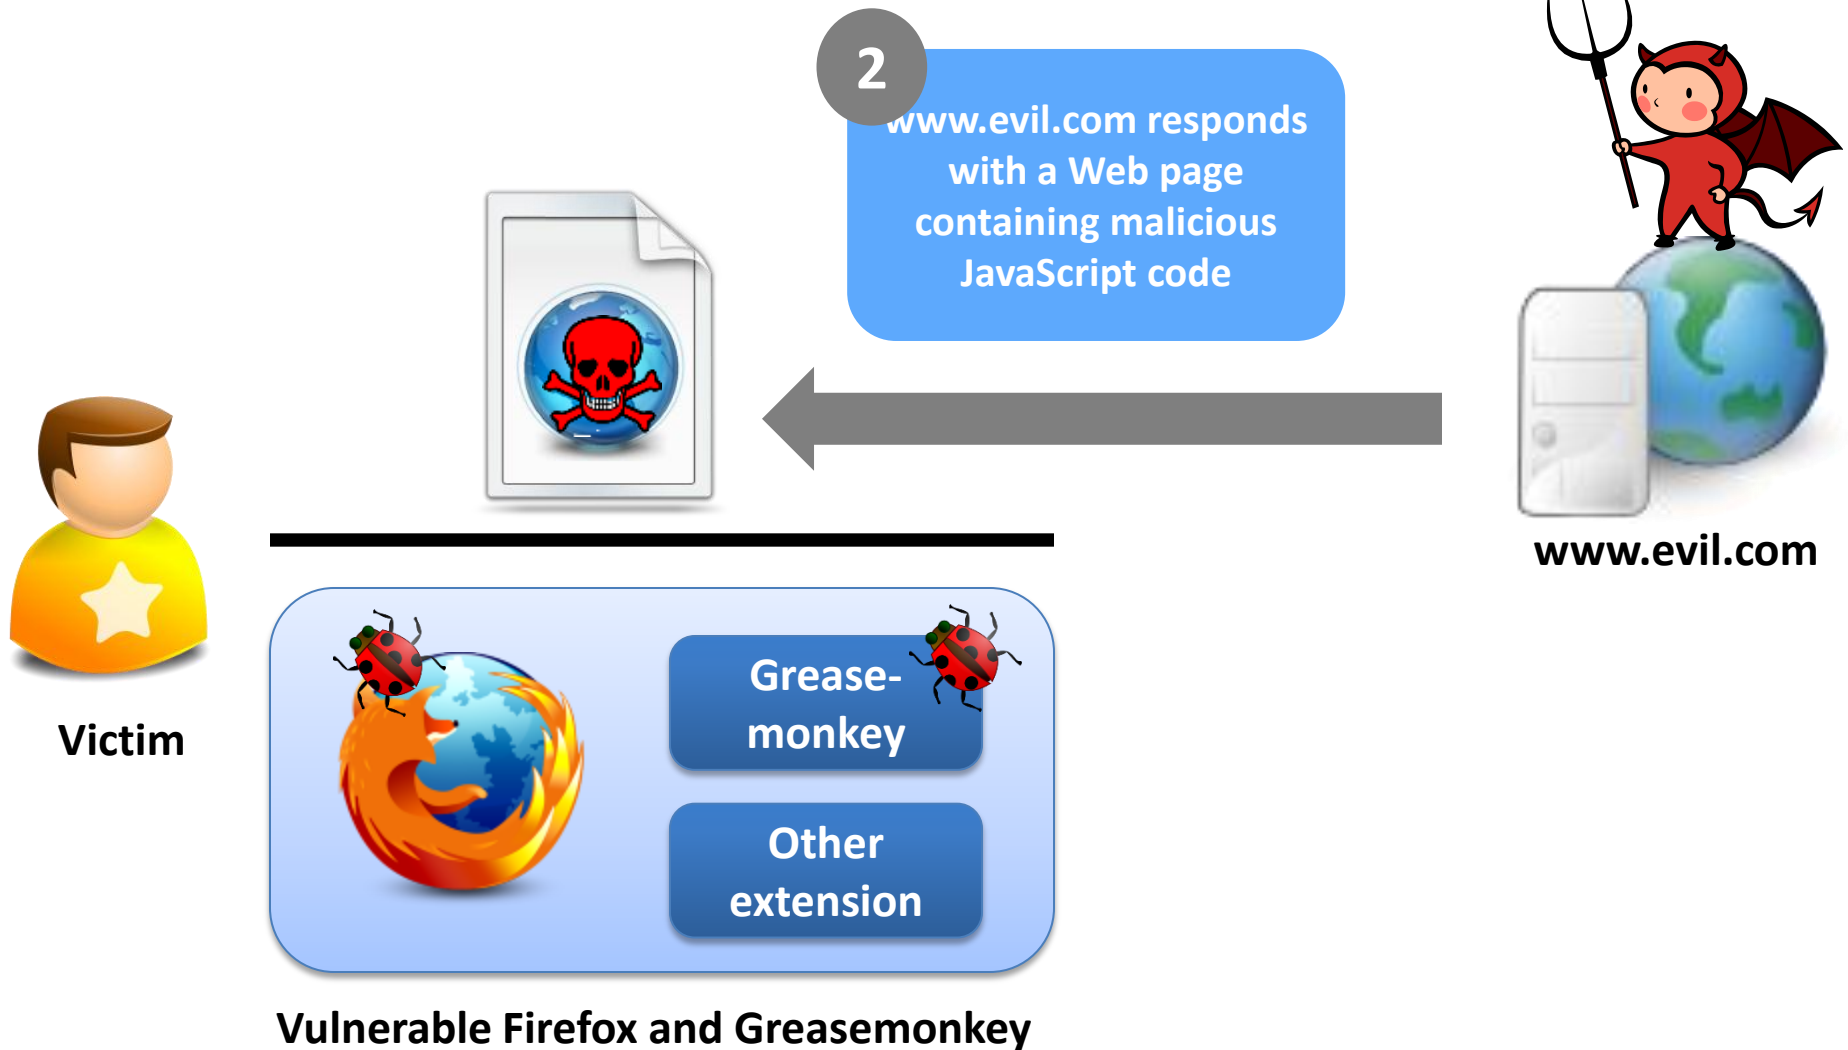 2
www.evil.com responds
with a Web page
containing malicious
JavaScript code
www.evil.com
Victim
Grease-
monkey
Other
extension
Vulnerable Firefox and Greasemonkey